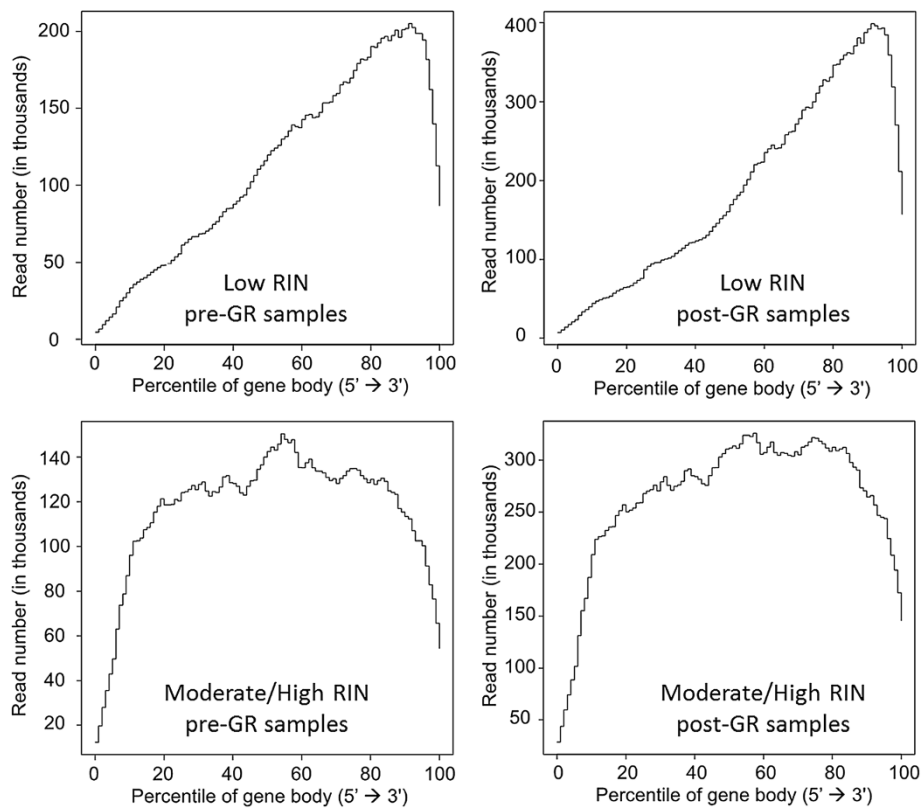 200
150
100
50
0
Read number (in thousands)
Low RIN
pre-GR samples
0 20 40 60 80 100
Percentile of gene body (5' → 3')
400
300
200
100
0
Read number (in thousands)
Low RIN
post-GR samples
0 20 40 60 80 100
Percentile of gene body (5' → 3')
140
120
100
80
60
40
20
Read number (in thousands)
Moderate/High RIN
pre-GR samples
0 20 40 60 80 100
Percentile of gene body (5' → 3')
300
250
200
150
100
50
Read number (in thousands)
Moderate/High RIN
post-GR samples
0 20 40 60 80 100
Percentile of gene body (5' → 3')